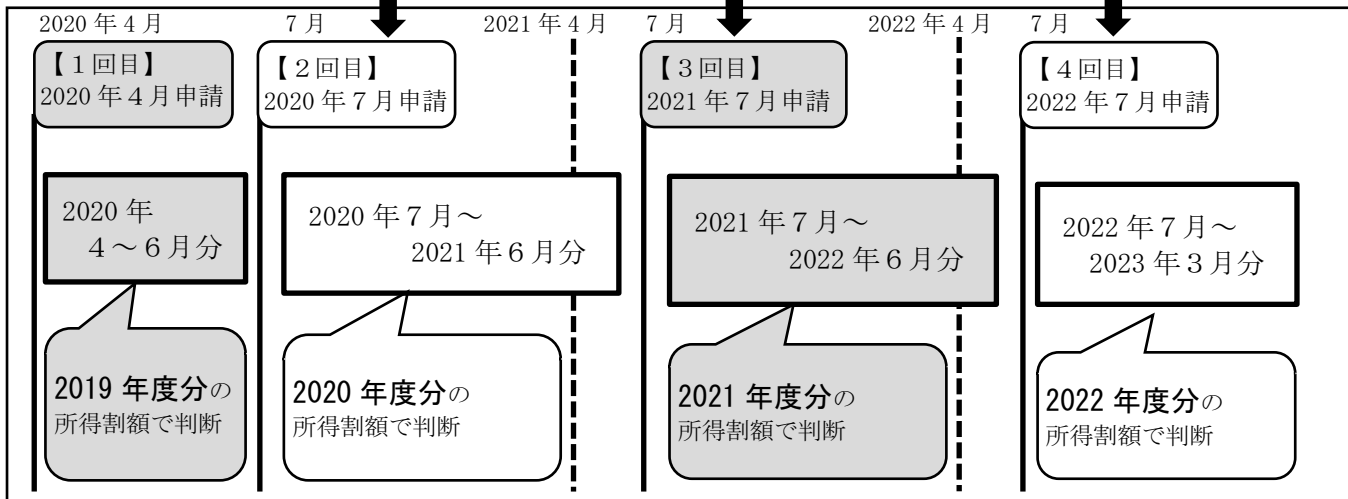 2020 年４月
７月
2021 年４月
７月
2022 年４月
７月
【１回目】
2020 年４月申請
【２回目】
2020 年７月申請
【３回目】
2021 年７月申請
【４回目】
2022 年７月申請
2020 年
４～６月分
2020 年７月～
2021 年６月分
2021 年７月～
2022 年６月分
2022 年７月～
2023 年３月分
2019 年度分の
所得割額で判断
2020 年度分の
所得割額で判断
2021 年度分の
所得割額で判断
2022 年度分の
所得割額で判断